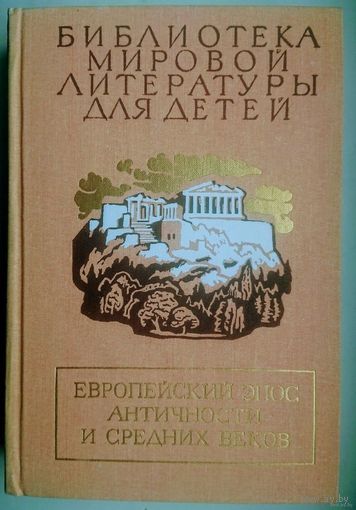 БИБЛИОТЕКА
МИРОВОЙ
ЛИТЕРАТУРЫ
ДЛЯ ДЕТЕЙ
ЕВРОПЕЙСКИЙ ЭПОС
АНТИЧНОСТИ
И СРЕДНИХ ВЕКОВ